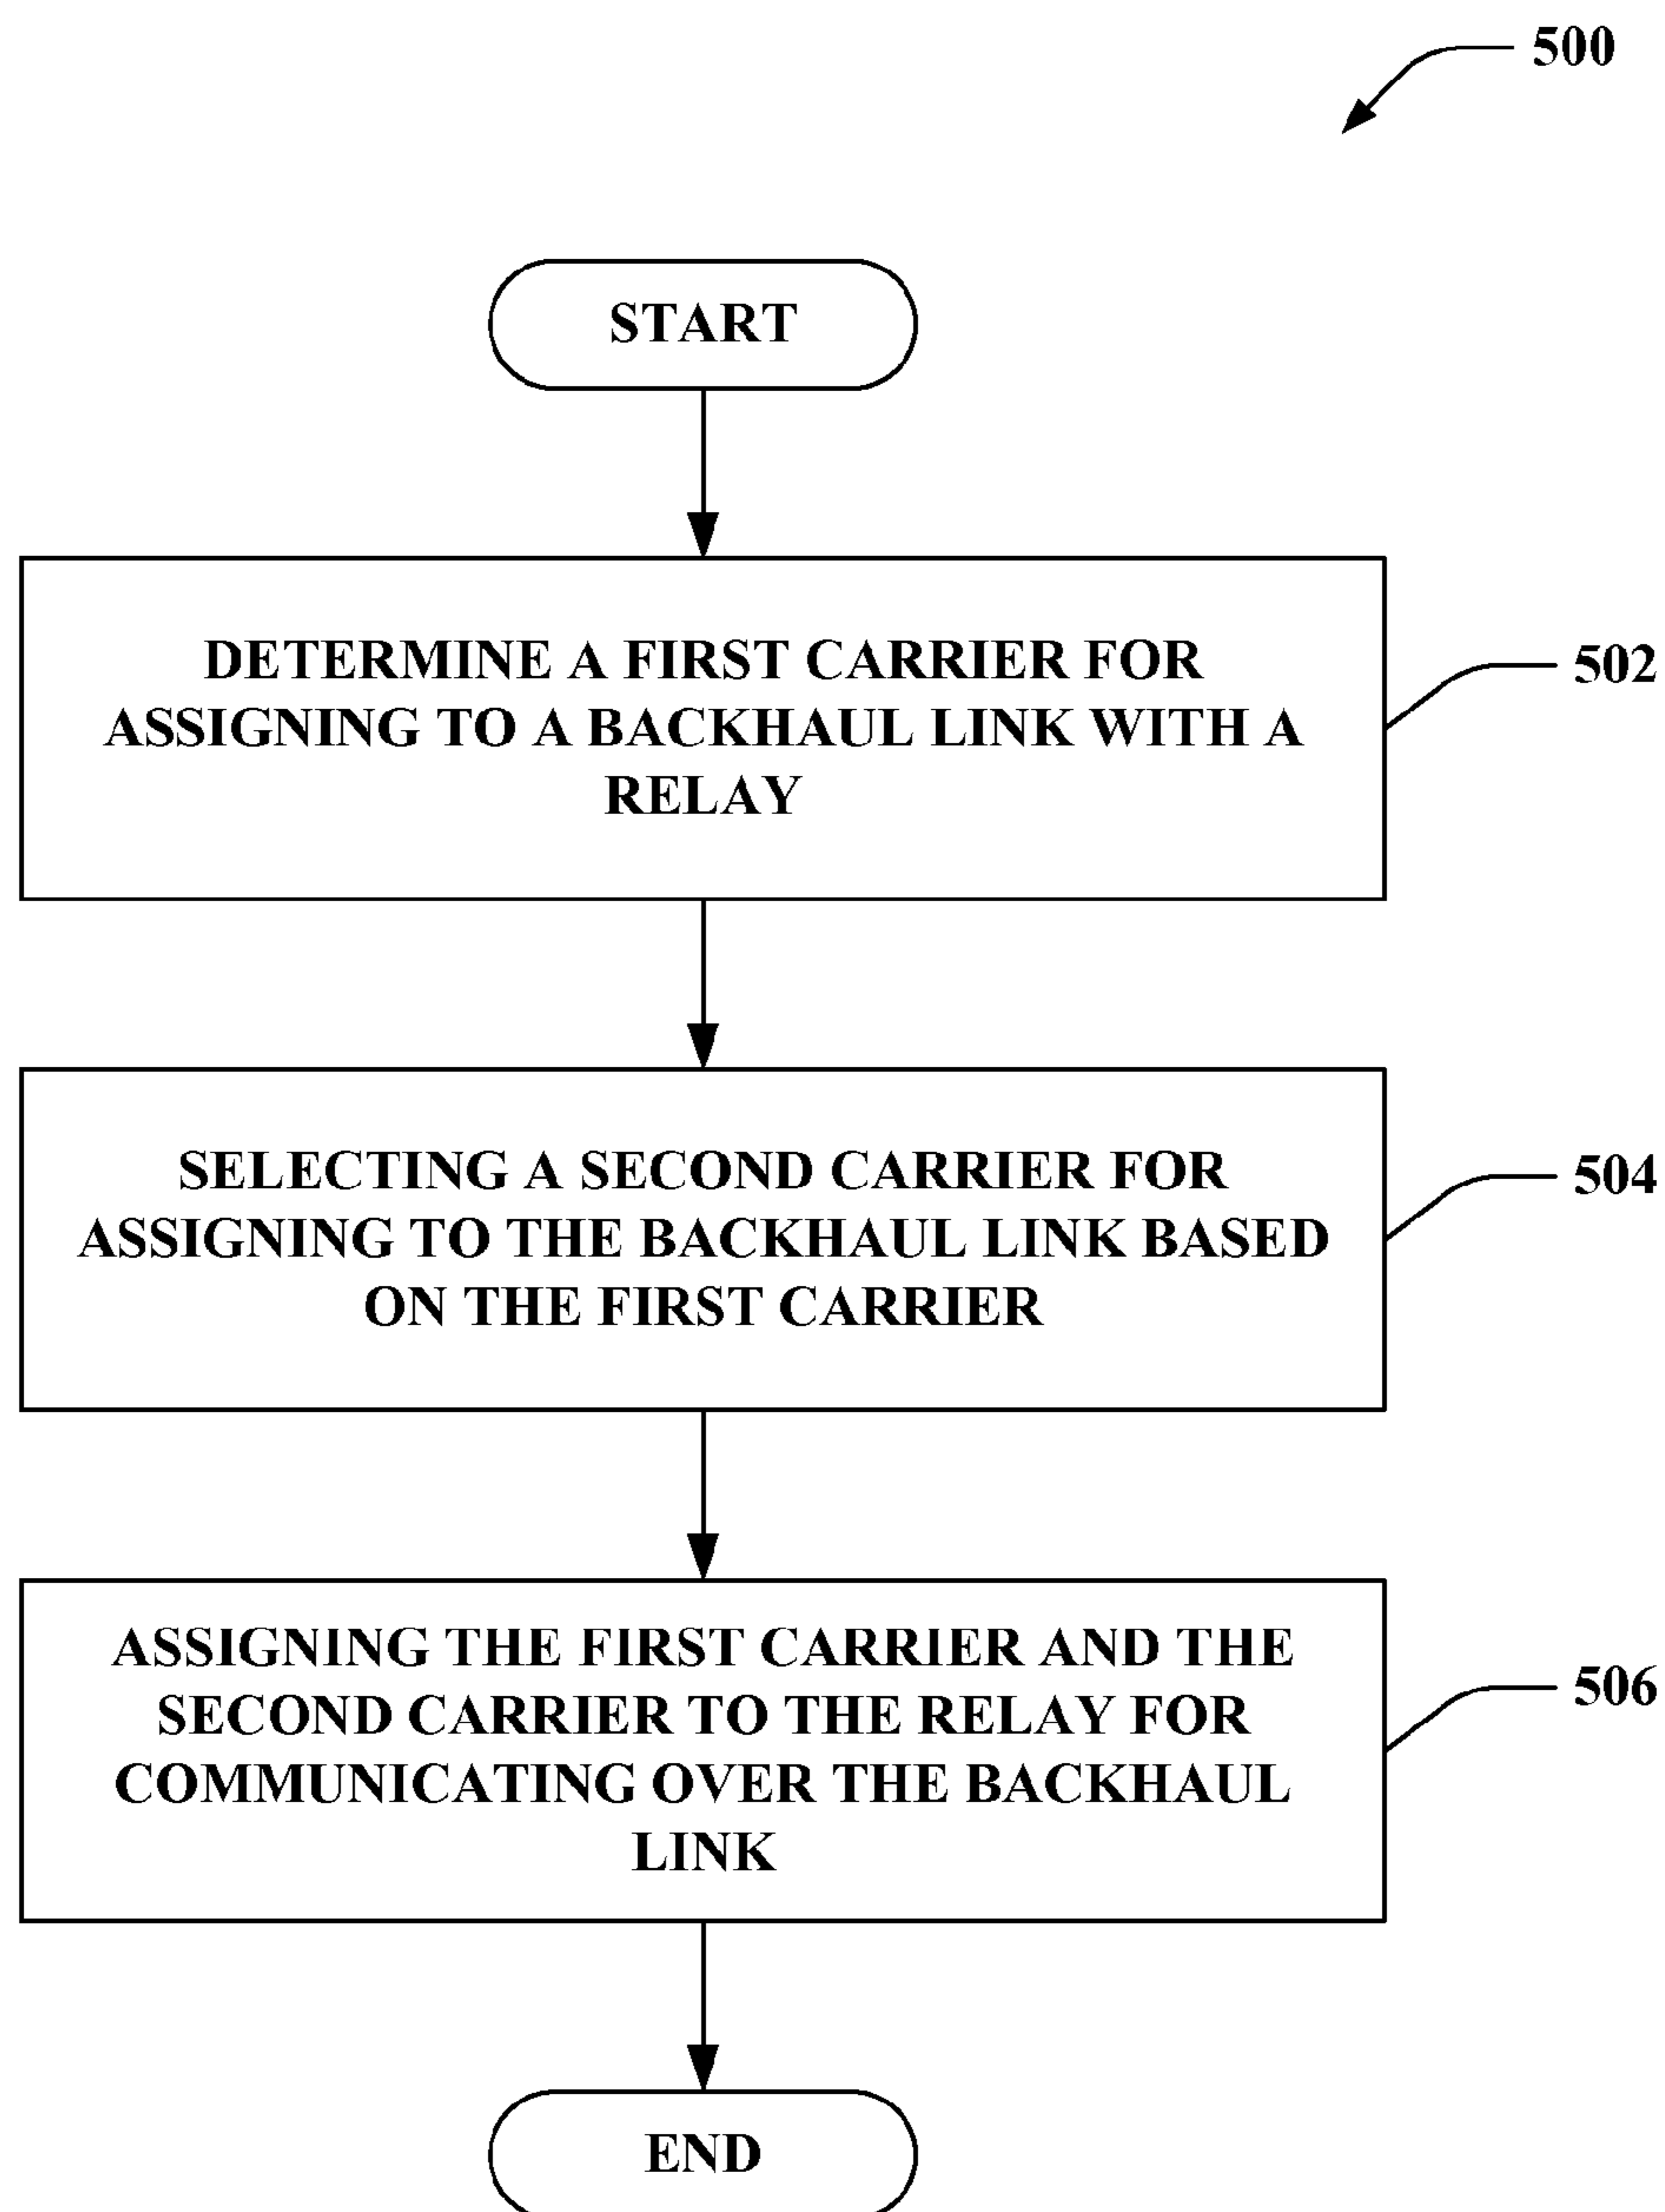 500
START
DETERMINE A FIRST CARRIER FOR
ASSIGNING TO A BACKHAUL LINK WITH A
RELAY
502
SELECTING A SECOND CARRIER FOR
ASSIGNING TO THE BACKHAUL LINK BASED
ON THE FIRST CARRIER
504
ASSIGNING THE FIRST CARRIER AND THE
SECOND CARRIER TO THE RELAY FOR
COMMUNICATING OVER THE BACKHAUL
LINK
506
END